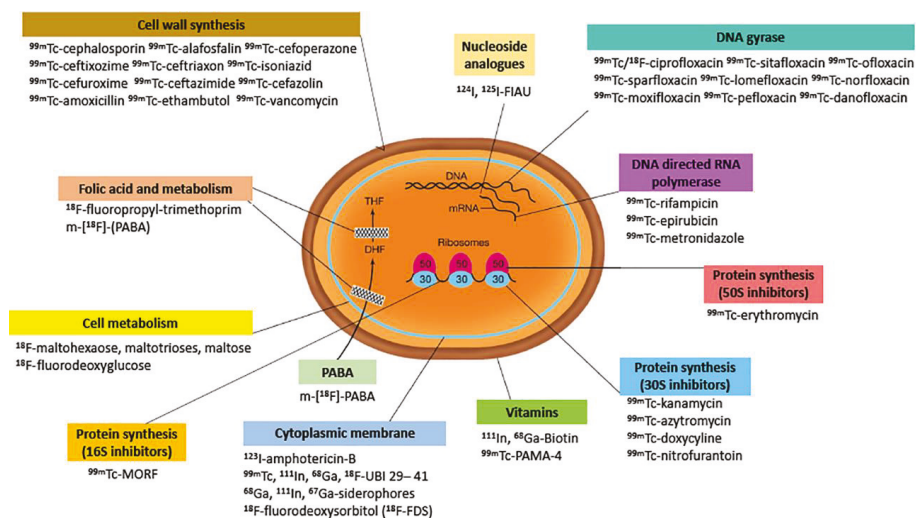 Cell wall synthesis
⁹⁹ᵐTc-cephalosporin ⁹⁹ᵐTc-alafosfalin ⁹⁹ᵐTc-cefoperazone
⁹⁹ᵐTc-ceftixozime ⁹⁹ᵐTc-ceftriaxon ⁹⁹ᵐTc-isoniazid
⁹⁹ᵐTc-cefuroxime ⁹⁹ᵐTc-ceftazimide ⁹⁹ᵐTc-cefazolin
⁹⁹ᵐTc-amoxicillin ⁹⁹ᵐTc-ethambutol ⁹⁹ᵐTc-vancomycin
Nucleoside
analogues
¹²⁴I, ¹²⁵I-FIAU
DNA gyrase
⁹⁹ᵐTc/¹⁸F-ciprofloxacin ⁹⁹ᵐTc-sitafloxacin ⁹⁹ᵐTc-ofloxacin
⁹⁹ᵐTc-sparfloxacin ⁹⁹ᵐTc-lomefloxacin ⁹⁹ᵐTc-norfloxacin
⁹⁹ᵐTc-moxifloxacin ⁹⁹ᵐTc-pefloxacin ⁹⁹ᵐTc-danofloxacin
Folic acid and metabolism
¹⁸F-fluoropropyl-trimethoprim
m-[¹⁸F]-(PABA)
DNA
mRNA
THF
DHF
Ribosomes
50 50 50
30 30 30
DNA directed RNA
polymerase
⁹⁹ᵐTc-rifampicin
⁹⁹ᵐTc-epirubicin
⁹⁹ᵐTc-metronidazole
Protein synthesis
(50S inhibitors)
⁹⁹ᵐTc-erythromycin
Cell metabolism
¹⁸F-maltohexaose, maltotrioses, maltose
¹⁸F-fluorodeoxyglucose
PABA
m-[¹⁸F]-PABA
Protein synthesis
(30S inhibitors)
⁹⁹ᵐTc-kanamycin
⁹⁹ᵐTc-azytromycin
⁹⁹ᵐTc-doxycyline
⁹⁹ᵐTc-nitrofurantoin
Vitamins
¹¹¹In, ⁶⁸Ga-Biotin
⁹⁹ᵐTc-PAMA-4
Protein synthesis
(16S inhibitors)
⁹⁹ᵐTc-MORF
Cytoplasmic membrane
¹²³I-amphotericin-B
⁹⁹ᵐTc, ¹¹¹In, ⁶⁸Ga, ¹⁸F-UBI 29– 41
⁶⁸Ga, ¹¹¹In, ⁶⁷Ga-siderophores
¹⁸F-fluorodeoxysorbitol (¹⁸F-FDS)